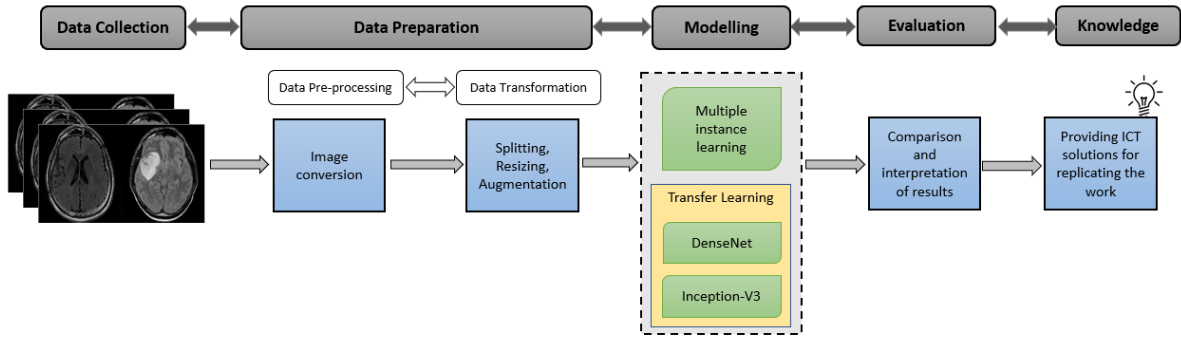 Data Collection
Data Preparation
Modelling
Evaluation
Knowledge
Data Pre-processing
Data Transformation
Image
conversion
Splitting,
Resizing,
Augmentation
Multiple
instance
learning
Transfer Learning
DenseNet
Inception-V3
Comparison
and
interpretation
of results
Providing ICT
solutions for
replicating the
work